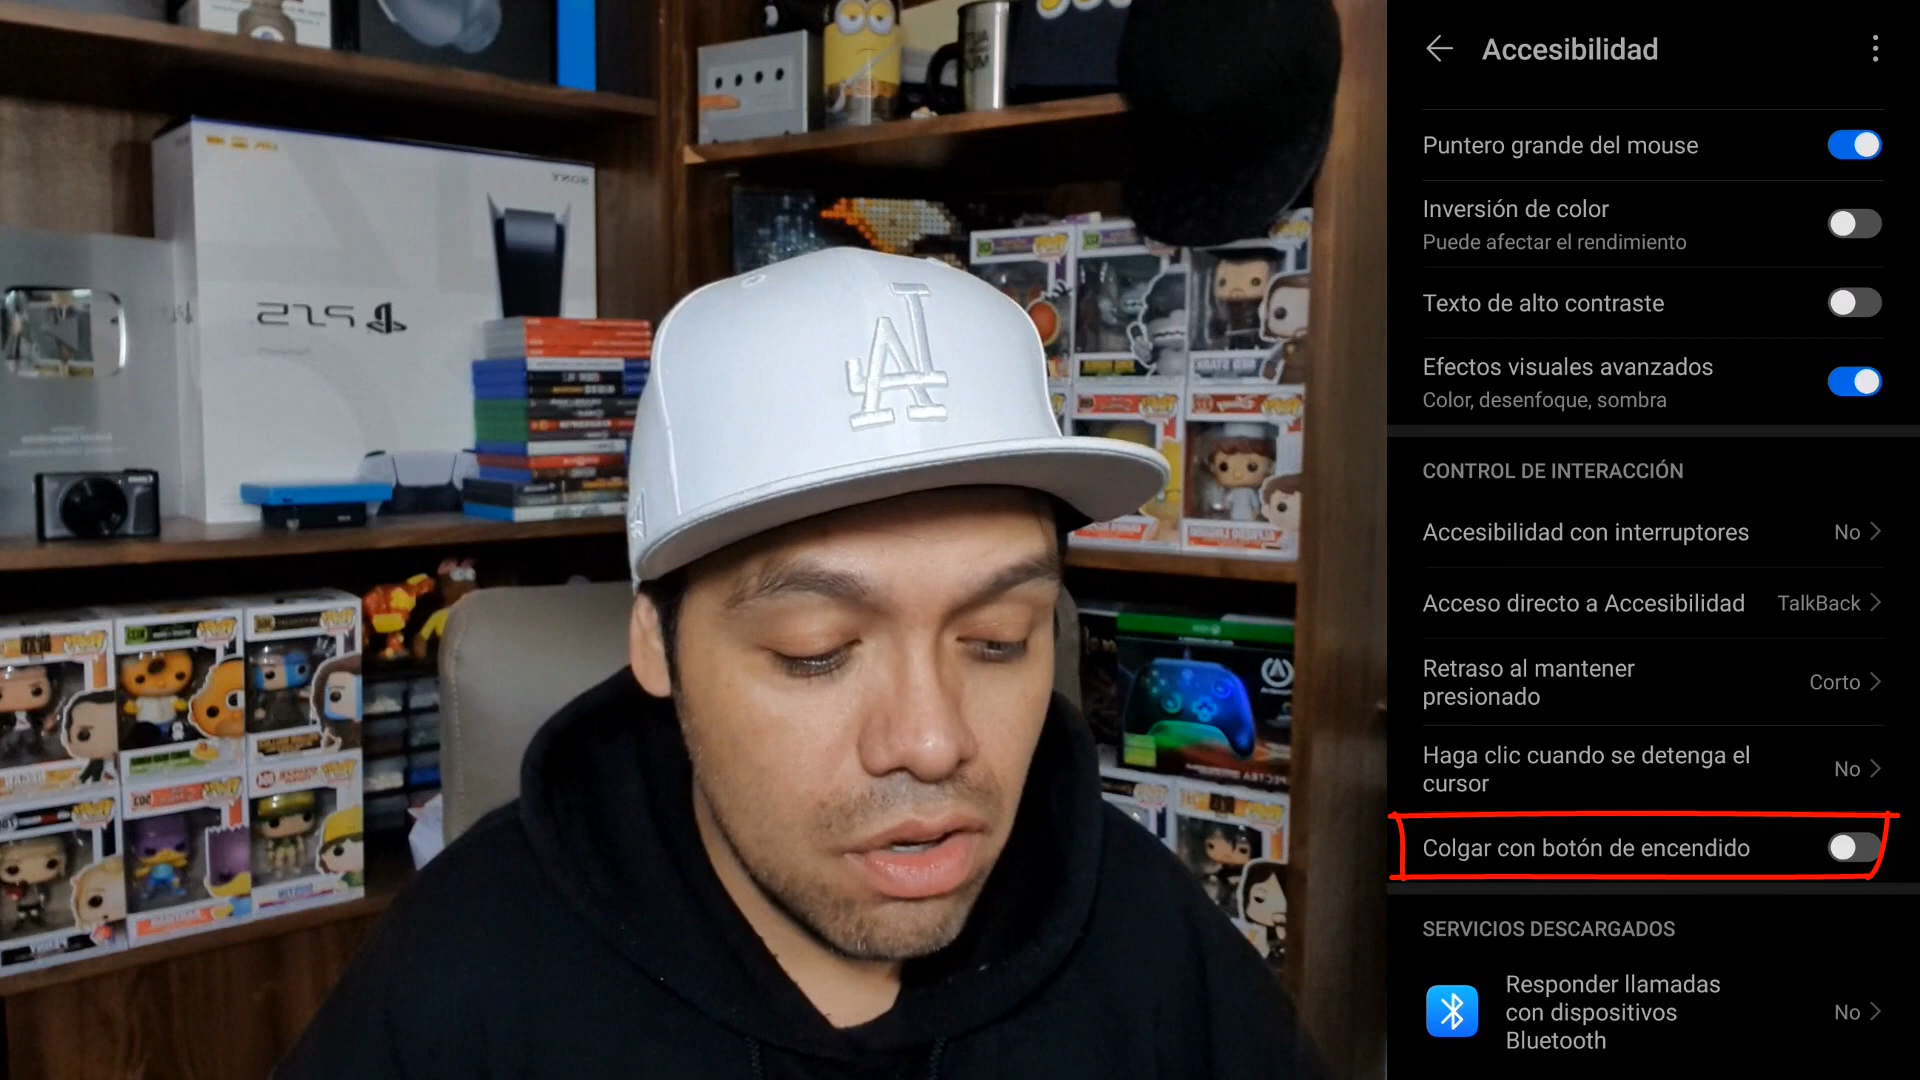 Accesibilidad
Puntero grande del mouse
Inversión de color
Puede afectar el rendimiento
Texto de alto contraste
Efectos visuales avanzados
Color, desenfoque, sombra
CONTROL DE INTERACCIÓN
Accesibilidad con interruptores No
Acceso directo a Accesibilidad TalkBack
Retraso al mantener
presionado
Corto
Haga clic cuando se detenga el
cursor
No
Colgar con botón de encendido
SERVICIOS DESCARGADOS
Responder llamadas
con dispositivos
Bluetooth
No
SONY
PS5
LA